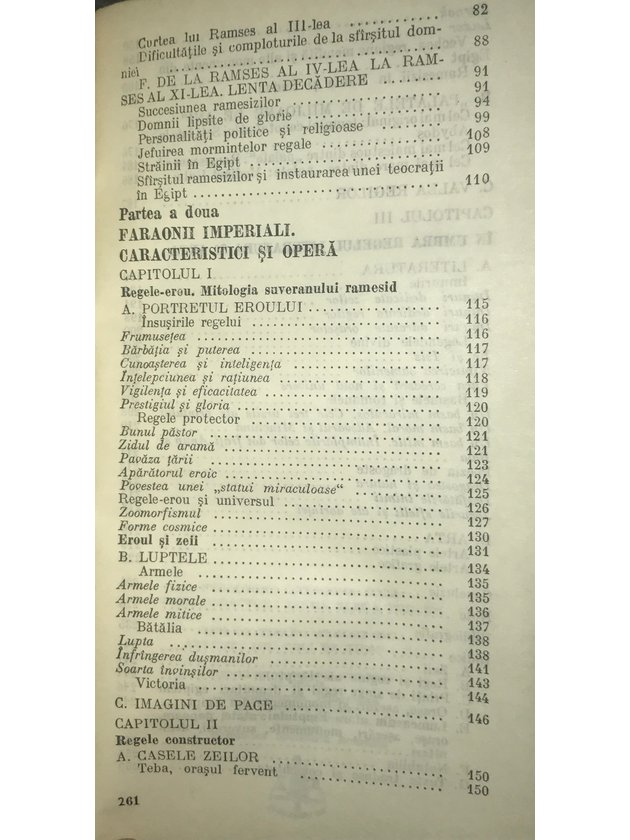 Curtea lui Ramses al III-lea .......... 82
Dificultățile și comploturile de la sfîrșitul dom-
niei .......... 88
F. DE LA RAMSES AL IV-LEA LA RAM-
SES AL XI-LEA. LENTA DECĂDERE .......... 91
Succesiunea ramesizilor .......... 91
Domnii lipsite de glorie .......... 94
Personalități politice și religioase .......... 99
Jefuirea mormintelor regale .......... 108
Străinii în Egipt .......... 109
Sfîrșitul ramesizilor și instaurarea unei teocrații
în Egipt .......... 110
Partea a doua
FARAONII IMPERIALI.
CARACTERISTICI ȘI OPERĂ
CAPITOLUL I
Regele-erou. Mitologia suveranului ramesid
A. PORTRETUL EROULUI .......... 115
Însușirile regelui .......... 116
Frumusețea .......... 116
Bărbăția și puterea .......... 117
Cunoașterea și inteligența .......... 117
Înțelepciunea și rațiunea .......... 118
Vigilența și eficacitatea .......... 119
Prestigiul și gloria .......... 120
Regele protector .......... 120
Bunul păstor .......... 121
Zidul de aramă .......... 121
Pavăza țării .......... 123
Apărătorul eroic .......... 124
Povestea unei „statui miraculoase“ .......... 125
Regele-erou și universul .......... 126
Zoomorfismul .......... 127
Forme cosmice .......... 130
Eroul și zeii .......... 131
B. LUPTELE .......... 134
Armele .......... 135
Armele fizice .......... 135
Armele morale .......... 136
Armele mitice .......... 137
Bătălia .......... 138
Lupta .......... 138
Înfrîngerea dușmanilor .......... 141
Soarta învinșilor .......... 143
Victoria .......... 144
C. IMAGINI DE PACE .......... 146
CAPITOLUL II
Regele constructor
A. CASELE ZEILOR .......... 150
Teba, orașul fervent .......... 150
261